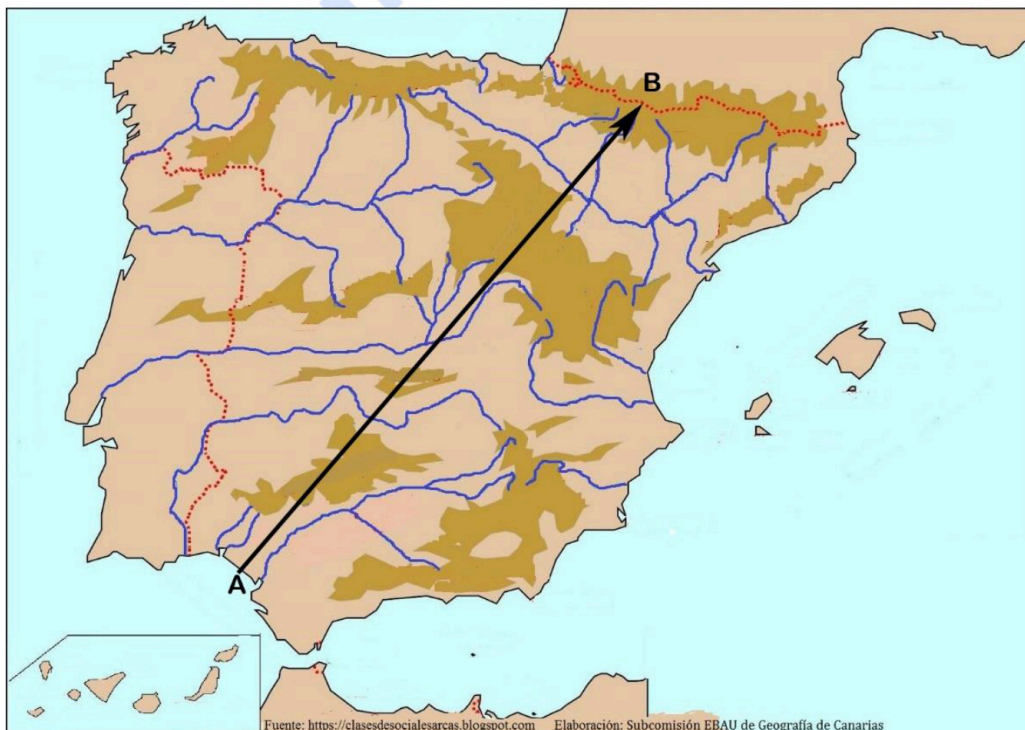 B
A
Fuente: https://clasesdesocialesarcas.blogspot.com Elaboración: Subcomisión EBAU de Geografía de Canarias